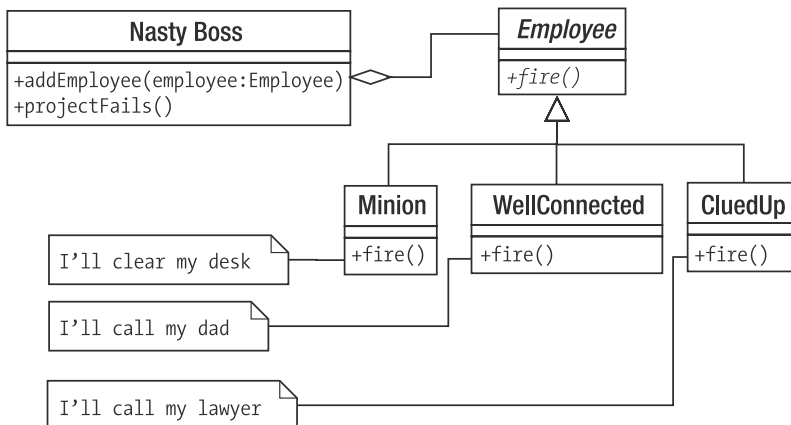 Nasty Boss
+addEmployee(employee:Employee)
+projectFails()
Employee
+fire()
Minion
+fire()
WellConnected
+fire()
CluedUp
+fire()
I'll clear my desk
I'll call my dad
I'll call my lawyer